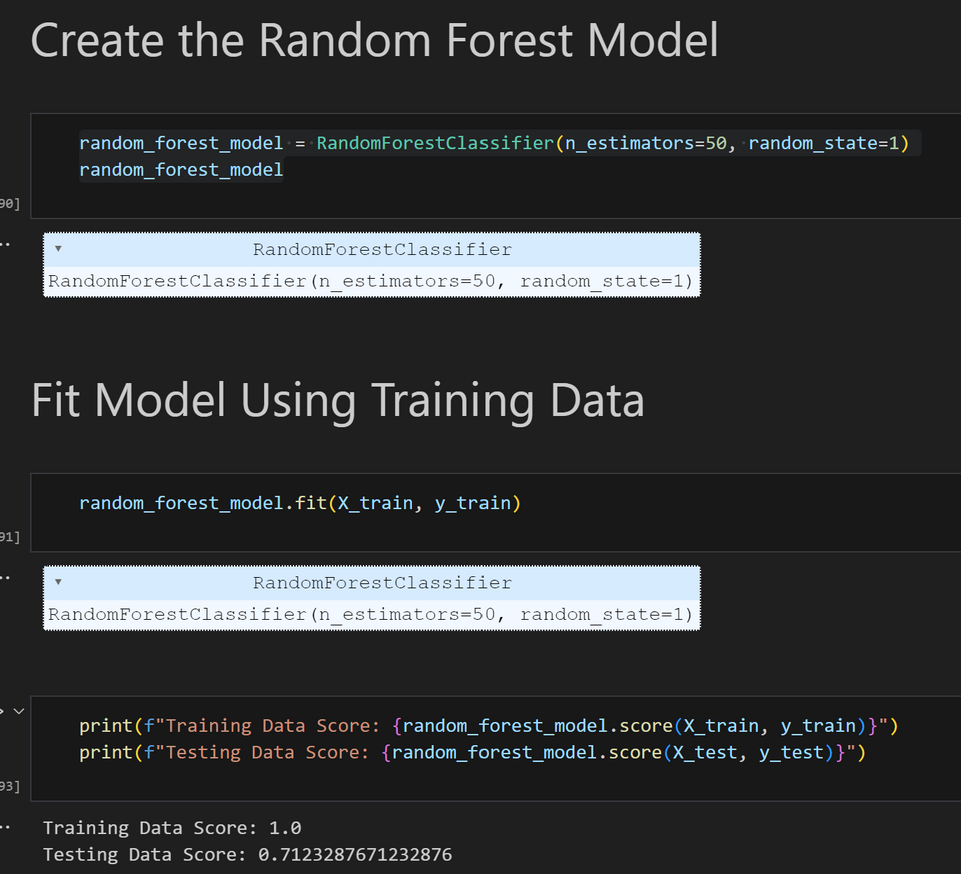 Create the Random Forest Model
random_forest_model = RandomForestClassifier(n_estimators=50, random_state=1)
random_forest_model
90]
RandomForestClassifier
RandomForestClassifier(n_estimators=50, random_state=1)
Fit Model Using Training Data
random_forest_model.fit(X_train, y_train)
91]
RandomForestClassifier
RandomForestClassifier(n_estimators=50, random_state=1)
print(f"Training Data Score: {random_forest_model.score(X_train, y_train)}")
print(f"Testing Data Score: {random_forest_model.score(X_test, y_test)}")
93]
Training Data Score: 1.0
Testing Data Score: 0.7123287671232876